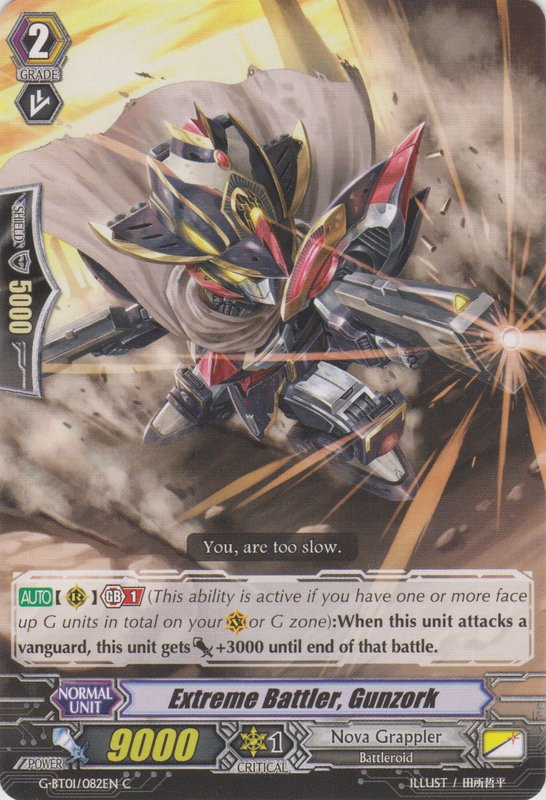 2
GRADE
SHIELD
5000
You, are too slow.
AUTO【R】GB 1 (This ability is active if you have one or more face
up G units in total on your V or G zone):When this unit attacks a
vanguard, this unit gets +3000 until end of that battle.
NORMAL
UNIT
Extreme Battler, Gunzork
POWER
9000
1
CRITICAL
Nova Grappler
Battleroid
G-BT01/082EN C
ILLUST / 田所哲平